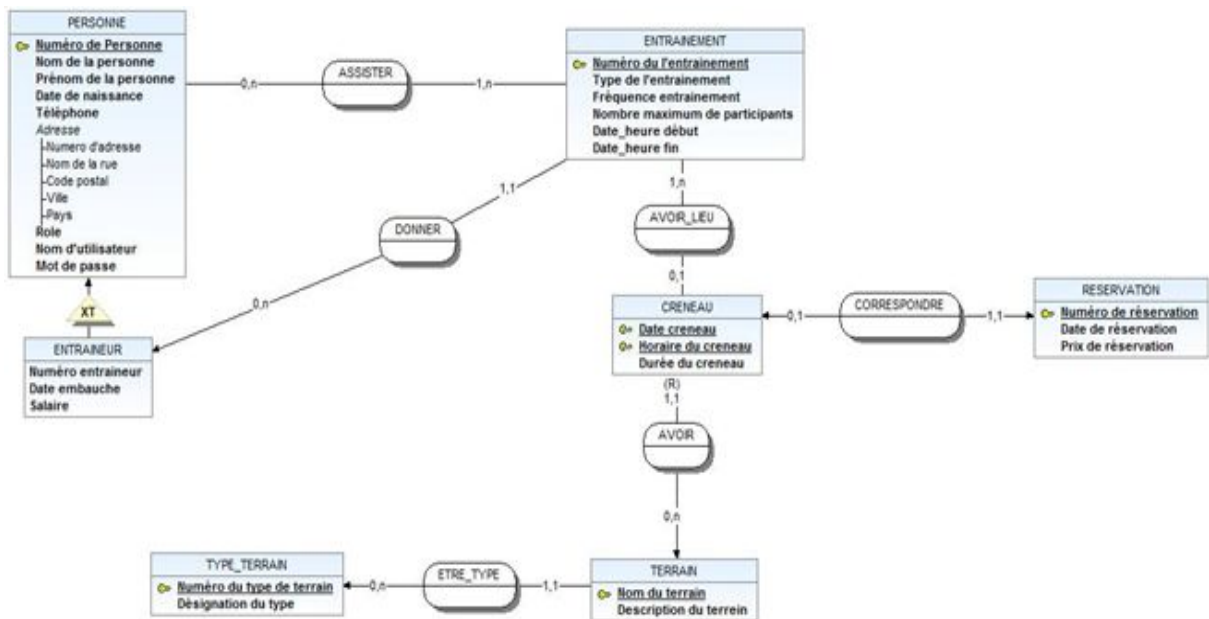 PERSONNE
Numéro de Personne
Nom de la personne
Prénom de la personne
Date de naissance
Téléphone
Adresse
Numero d'adresse
Nom de la rue
Code postal
Ville
Pays
Role
Nom d'utilisateur
Mot de passe
0,n
ASSISTER
1,n
ENTRAINEMENT
Numéro du l'entrainement
Type de l'entrainement
Fréquence entrainement
Nombre maximum de participants
Date_heure début
Date_heure fin
1,1
DONNER
0,n
1,n
AVOIR_LIEU
0,1
XT
ENTRAINEUR
Numéro entraineur
Date embauche
Salaire
CRENEAU
Date creneau
Horaire du creneau
Durée du creneau
0,1
CORRESPONDRE
1,1
RESERVATION
Numéro de réservation
Date de réservation
Prix de réservation
(R)
1,1
AVOIR
0,n
TYPE_TERRAIN
Numéro du type de terrain
Désignation du type
0,n
ETRE_TYPE
1,1
TERRAIN
Nom du terrain
Description du terrein